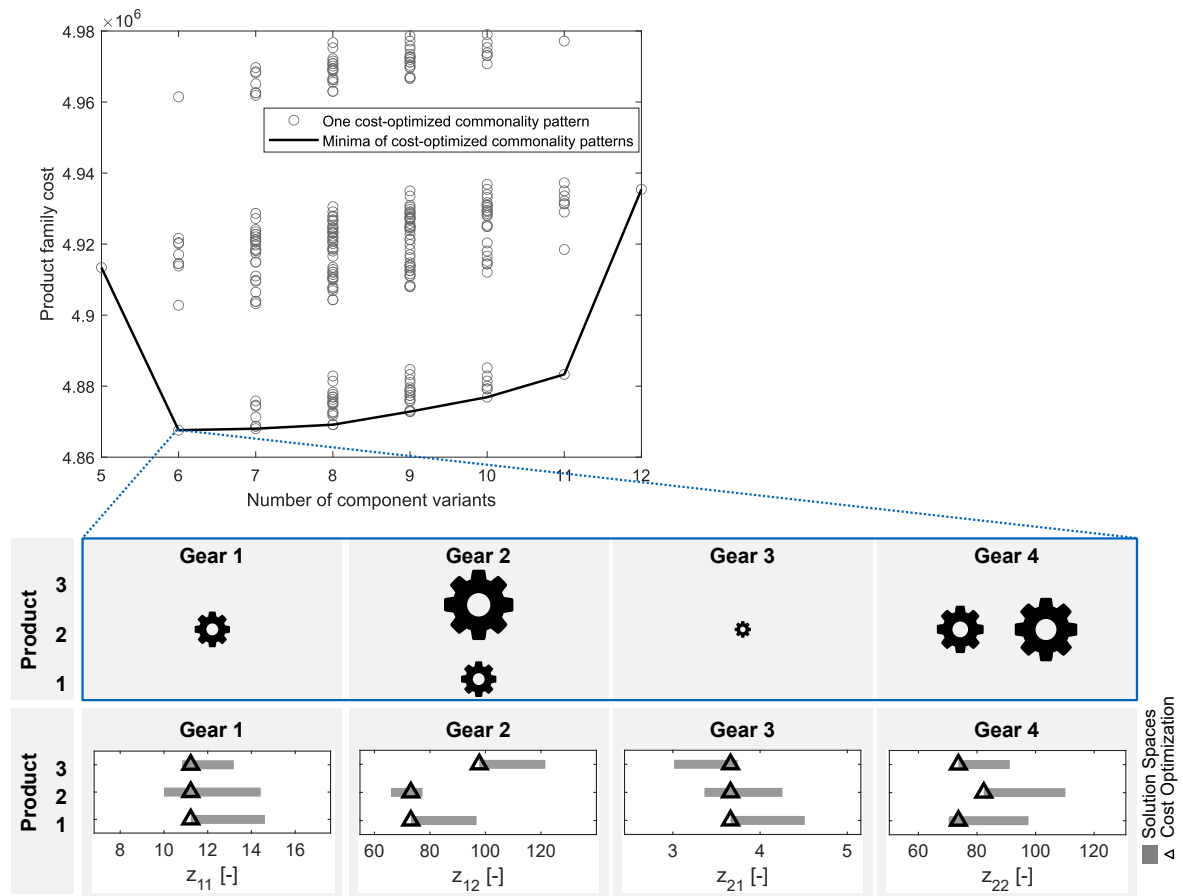 ×10⁶
4.98
4.96
4.94
4.92
4.9
4.88
4.86
Product family cost
One cost-optimized commonality pattern
Minima of cost-optimized commonality patterns
5 6 7 8 9 10 11 12
Number of component variants
Product
3
2
1
Gear 1 Gear 2 Gear 3 Gear 4
Product
3
2
1
Gear 1 Gear 2 Gear 3 Gear 4
8 10 12 14 16
z₁₁ [-]
60 80 100 120
z₁₂ [-]
3 4 5
z₂₁ [-]
60 80 100 120
z₂₂ [-]
Solution Spaces
Cost Optimization